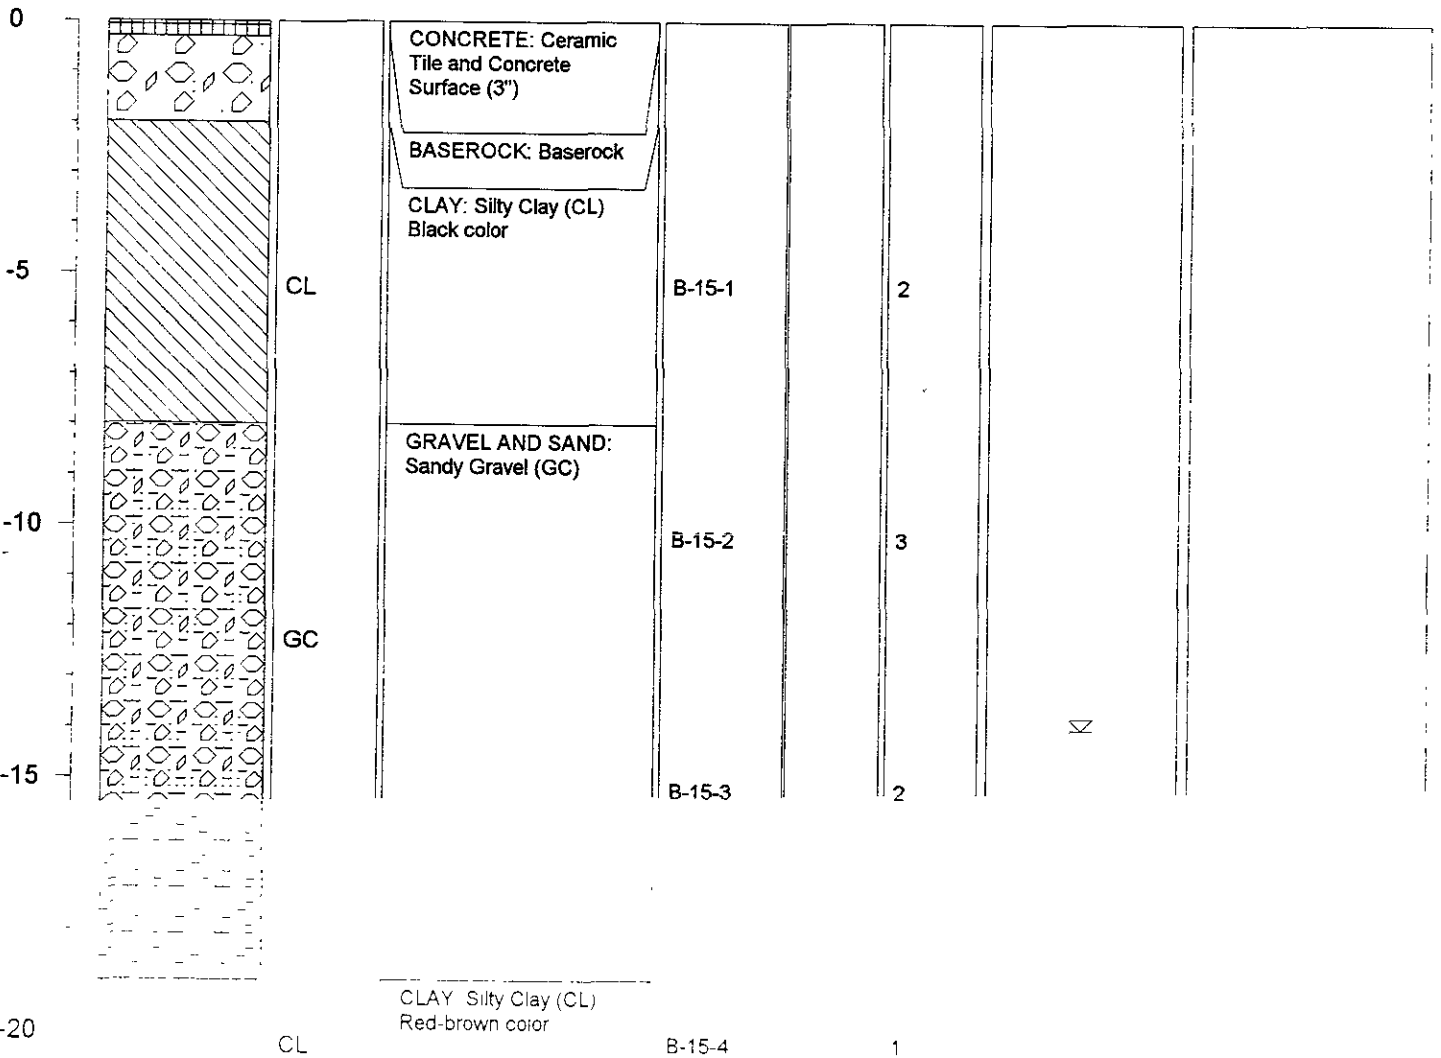 0
CONCRETE: Ceramic
Tile and Concrete
Surface (3")
BASEROCK: Baserock
CLAY: Silty Clay (CL)
Black color
-5
CL
B-15-1
2
GRAVEL AND SAND:
Sandy Gravel (GC)
-10
B-15-2
3
GC
-15
B-15-3
2
CLAY Silty Clay (CL)
Red-brown color
-20
CL
B-15-4
1